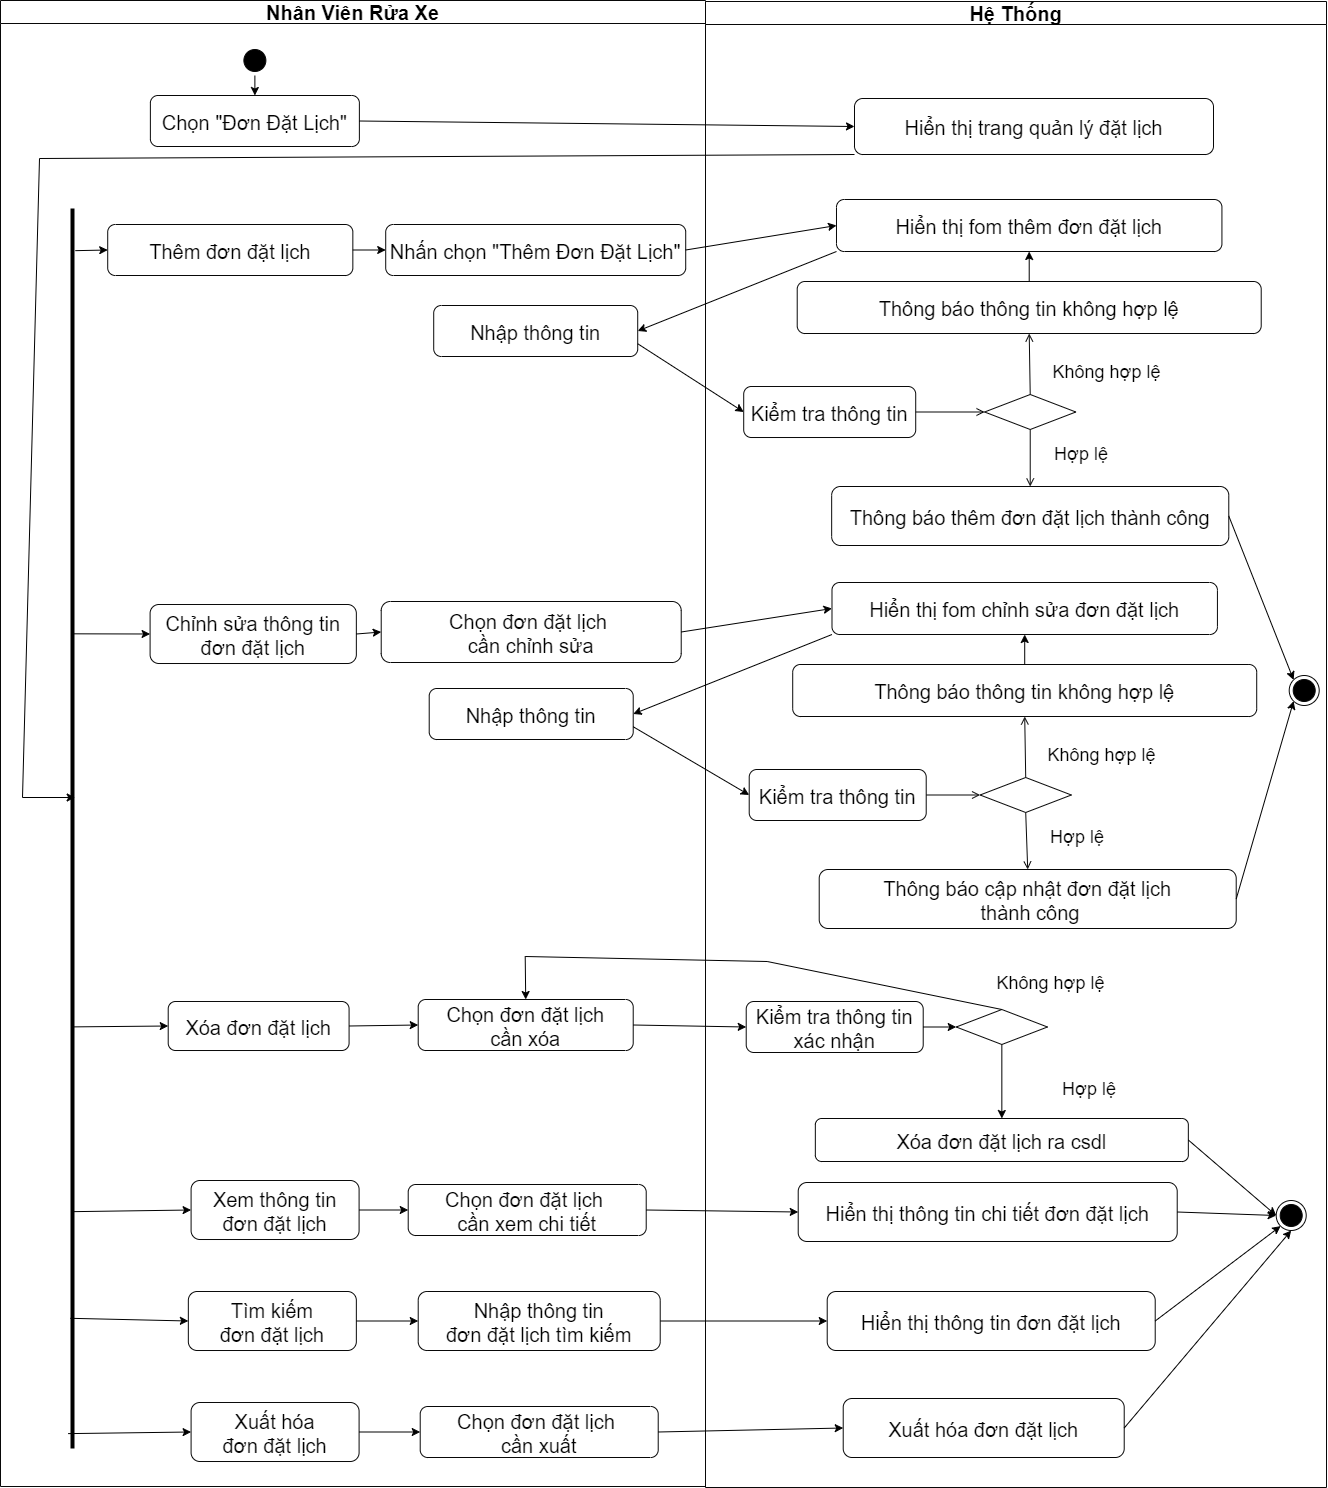 Nhân Viên Rửa Xe
Hệ Thống
Chọn "Đơn Đặt Lịch"
Hiển thị trang quản lý đặt lịch
Thêm đơn đặt lịch
Nhấn chọn "Thêm Đơn Đặt Lịch"
Hiển thị fom thêm đơn đặt lịch
Thông báo thông tin không hợp lệ
Nhập thông tin
Không hợp lệ
Kiểm tra thông tin
Hợp lệ
Thông báo thêm đơn đặt lịch thành công
Chỉnh sửa thông tin
đơn đặt lịch
Chọn đơn đặt lịch
cần chỉnh sửa
Hiển thị fom chỉnh sửa đơn đặt lịch
Thông báo thông tin không hợp lệ
Nhập thông tin
Không hợp lệ
Kiểm tra thông tin
Hợp lệ
Thông báo cập nhật đơn đặt lịch
thành công
Không hợp lệ
Xóa đơn đặt lịch
Chọn đơn đặt lịch
cần xóa
Kiểm tra thông tin
xác nhận
Hợp lệ
Xóa đơn đặt lịch ra csdl
Xem thông tin
đơn đặt lịch
Chọn đơn đặt lịch
cần xem chi tiết
Hiển thị thông tin chi tiết đơn đặt lịch
Tìm kiếm
đơn đặt lịch
Nhập thông tin
đơn đặt lịch tìm kiếm
Hiển thị thông tin đơn đặt lịch
Xuất hóa
đơn đặt lịch
Chọn đơn đặt lịch
cần xuất
Xuất hóa đơn đặt lịch